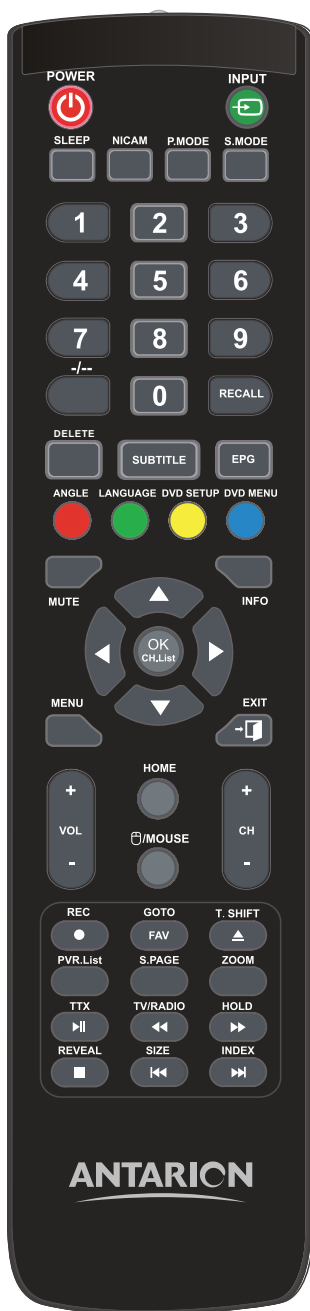 POWER INPUT
SLEEP NICAM P.MODE S.MODE
1 2 3
4 5 6
7 8 9
-/--
0 RECALL
DELETE
SUBTITLE EPG
ANGLE LANGUAGE DVD SETUP DVD MENU
MUTE INFO
OK
CH.List
MENU EXIT
HOME
+ +
VOL CH
/MOUSE
- -
REC GOTO T. SHIFT
FAV
PVR.List S.PAGE ZOOM
TTX TV/RADIO HOLD
REVEAL SIZE INDEX
ANTARION